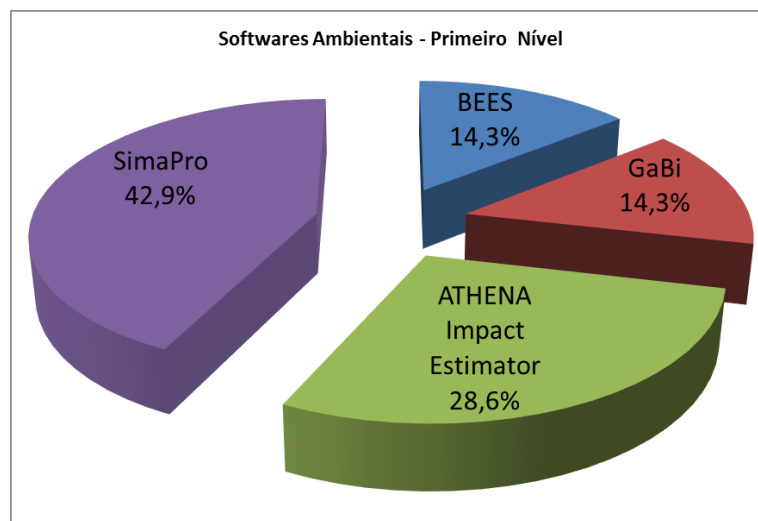 Softwares Ambientais - Primeiro Nível
BEES
14,3%
GaBi
14,3%
ATHENA
Impact
Estimator
28,6%
SimaPro
42,9%